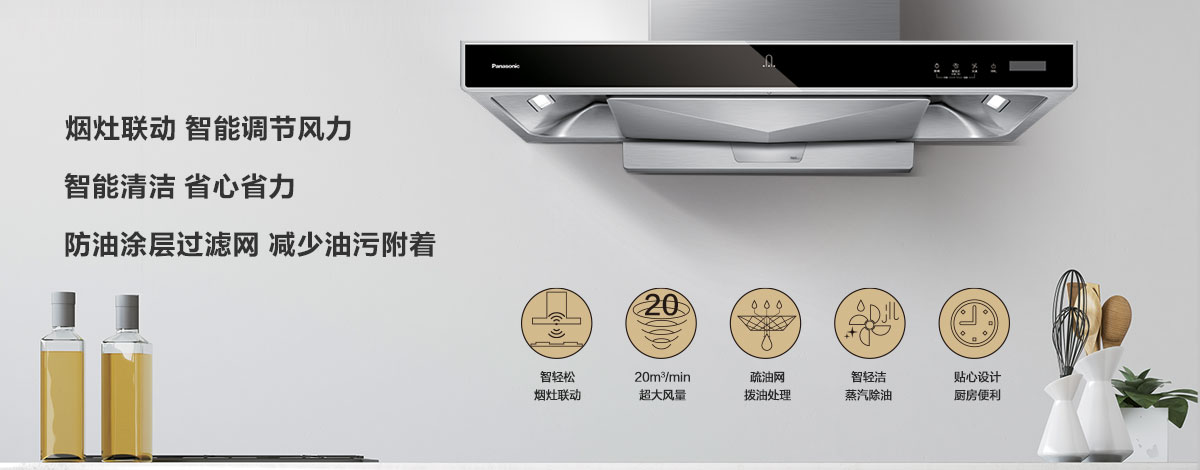 Panasonic
烟灶联动 智能调节风力
智能清洁 省心省力
防油涂层过滤网 减少油污附着
20
智轻松
烟灶联动
20m³/min
超大风量
疏油网
拨油处理
智轻洁
蒸汽除油
贴心设计
厨房便利